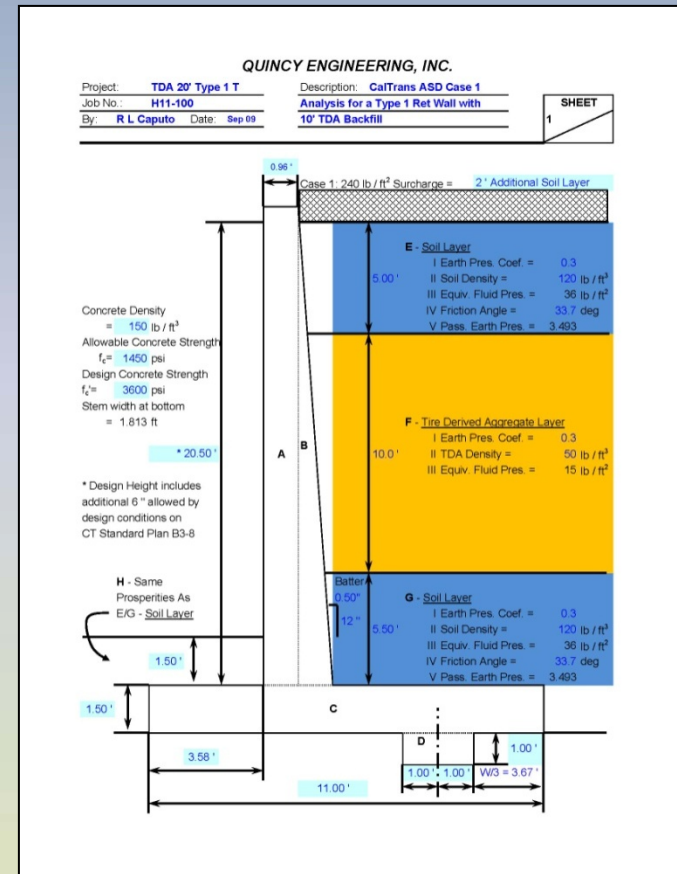 QUINCY ENGINEERING, INC.
Project: TDA 20' Type 1 T
Description: CalTrans ASD Case 1
Job No.: H11-100
Analysis for a Type 1 Ret Wall with
By: R L Caputo Date: Sep 09
10' TDA Backfill
SHEET
1
0.96 '
Case 1: 240 lb / ft² Surcharge = 2 ' Additional Soil Layer
E - Soil Layer
I Earth Pres. Coef. = 0.3
5.00 '
II Soil Density = 120 lb / ft³
III Equiv. Fluid Pres. = 36 lb / ft²
IV Friction Angle = 33.7 deg
V Pass. Earth Pres. = 3.493
Concrete Density
= 150 lb / ft³
Allowable Concrete Strength
fc= 1450 psi
Design Concrete Strength
fc'= 3600 psi
Stem width at bottom
= 1.813 ft
* 20.50 '
A
B
F - Tire Derived Aggregate Layer
I Earth Pres. Coef. = 0.3
10.0 '
II TDA Density = 50 lb / ft³
III Equiv. Fluid Pres. = 15 lb / ft²
* Design Height includes
additional 6 " allowed by
design conditions on
CT Standard Plan B3-8
H - Same
Prosperities As
E/G - Soil Layer
Batter
0.50"
12 "
G - Soil Layer
I Earth Pres. Coef. = 0.3
5.50 '
II Soil Density = 120 lb / ft³
III Equiv. Fluid Pres. = 36 lb / ft²
IV Friction Angle = 33.7 deg
V Pass. Earth Pres. = 3.493
1.50 '
1.50 '
C
D
3.58 '
1.00 '
1.00 '
1.00 '
W/3 = 3.67 '
11.00 '